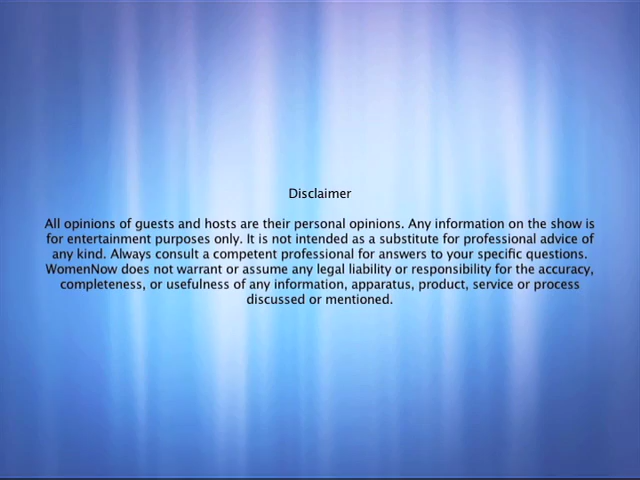 Disclaimer
All opinions of guests and hosts are their personal opinions. Any information on the show is
for entertainment purposes only. It is not intended as a substitute for professional advice of
any kind. Always consult a competent professional for answers to your specific questions.
WomenNow does not warrant or assume any legal liability or responsibility for the accuracy,
completeness, or usefulness of any information, apparatus, product, service or process
discussed or mentioned.